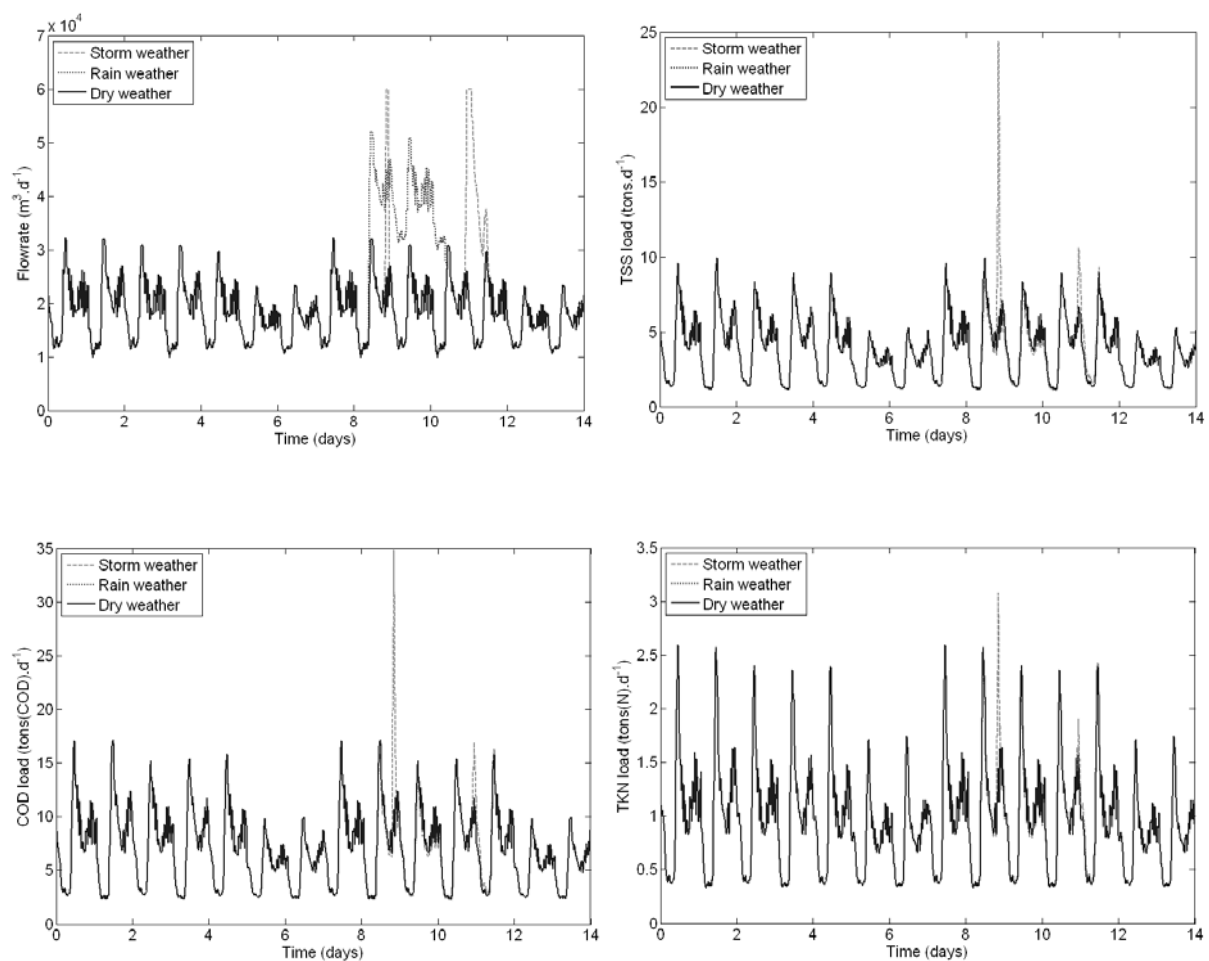 7 x 10^4
Storm weather
Rain weather
Dry weather
6
5
4
3
2
1
0
Flowrate (m^3.d^-1)
0 2 4 6 8 10 12 14
Time (days)
25
Storm weather
Rain weather
Dry weather
20
15
10
5
0
TSS load (tons.d^-1)
0 2 4 6 8 10 12 14
Time (days)
35
Storm weather
Rain weather
Dry weather
30
25
20
15
10
5
0
COD load (tons(COD).d^-1)
0 2 4 6 8 10 12 14
Time (days)
3.5
Storm weather
Rain weather
Dry weather
3
2.5
2
1.5
1
0.5
0
TKN load (tons(N).d^-1)
0 2 4 6 8 10 12 14
Time (days)